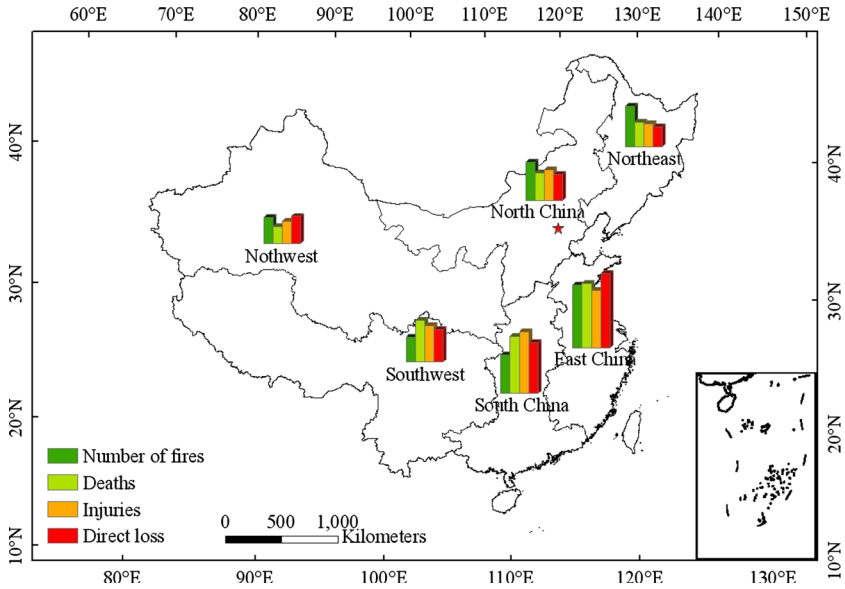 60°E 70°E 80°E 90°E 100°E 110°E 120°E 130°E 140°E 150°E
40°N
40°N
Northeast
North China
Nothwest
30°N
30°N
East China
Southwest
South China
20°N
20°N
Number of fires
Deaths
Injuries
Direct loss
0 500 1,000
Kilometers
10°N
10°N
80°E 90°E 100°E 110°E 120°E 130°E